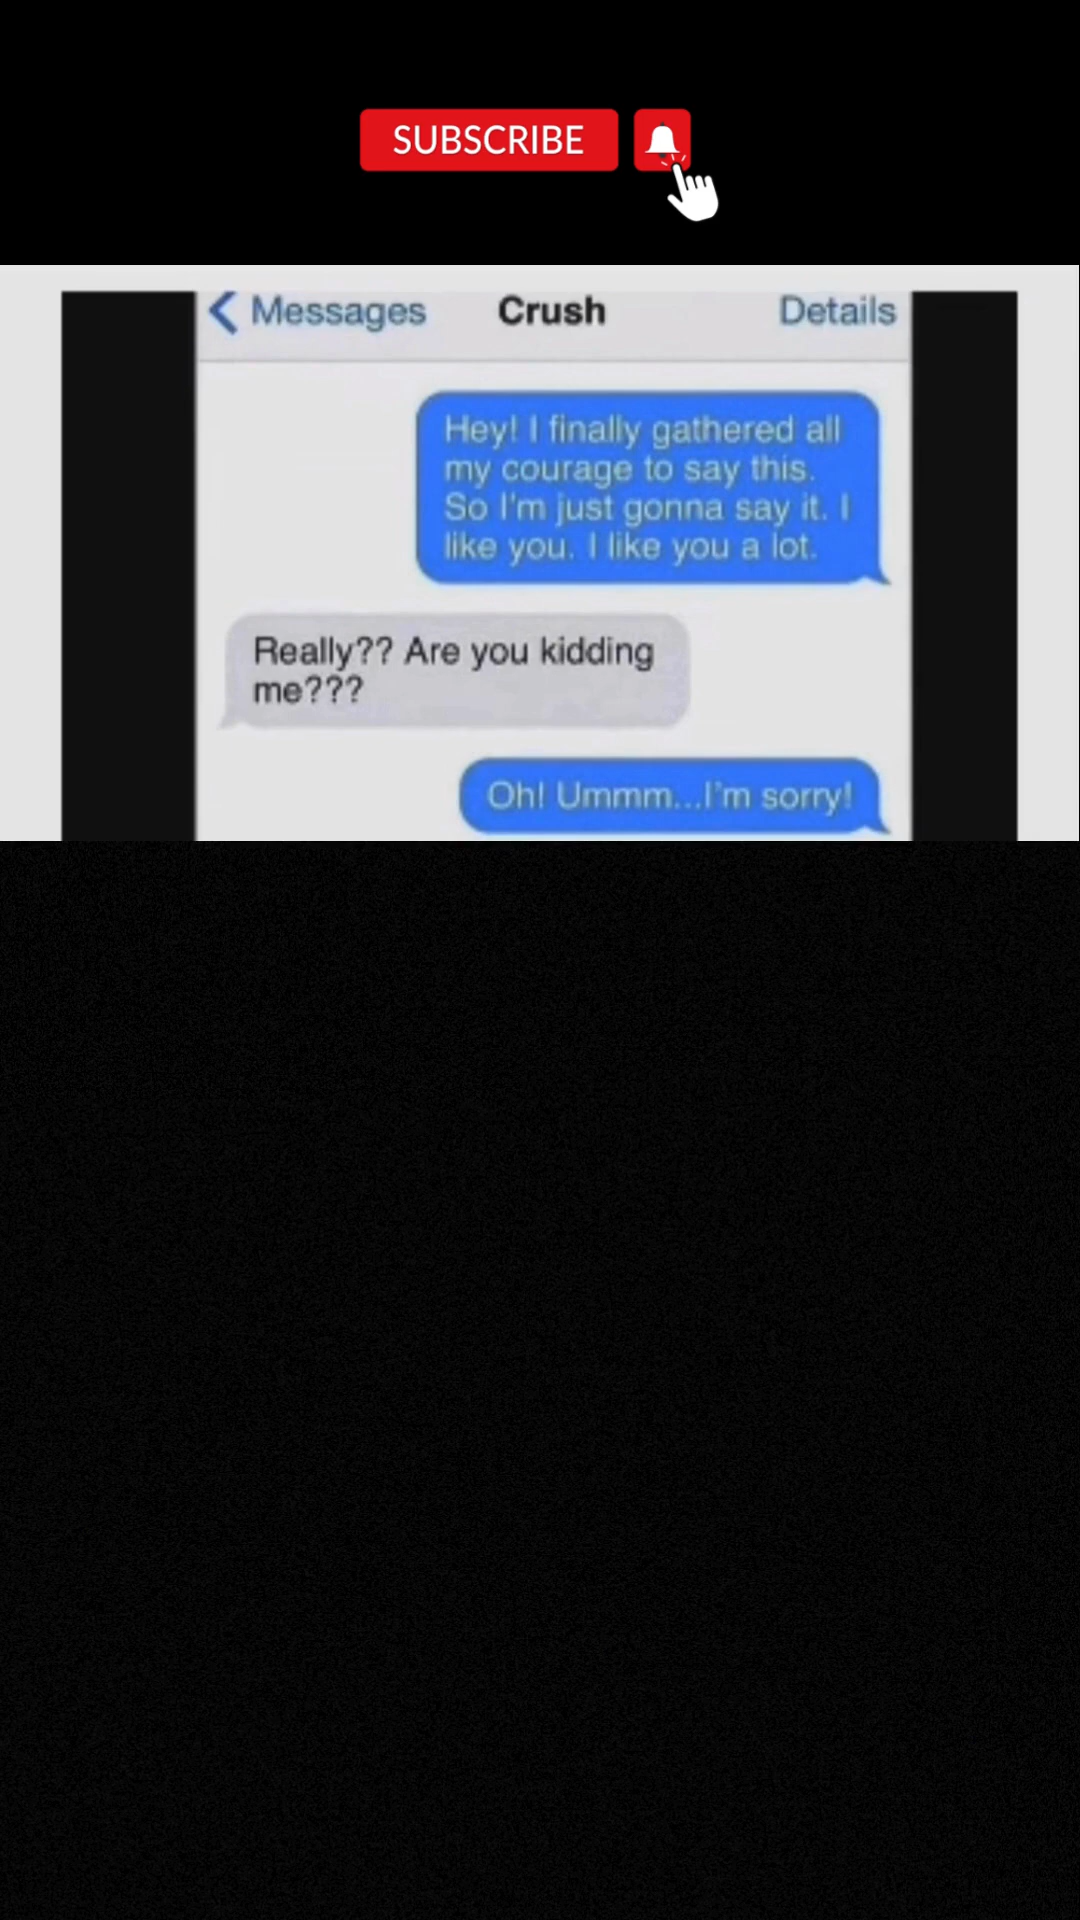 SUBSCRIBE
Messages Crush Details
Hey! I finally gathered all
my courage to say this.
So I'm just gonna say it. I
like you. I like you a lot.
Really?? Are you kidding
me???
Oh! Ummm...I'm sorry!